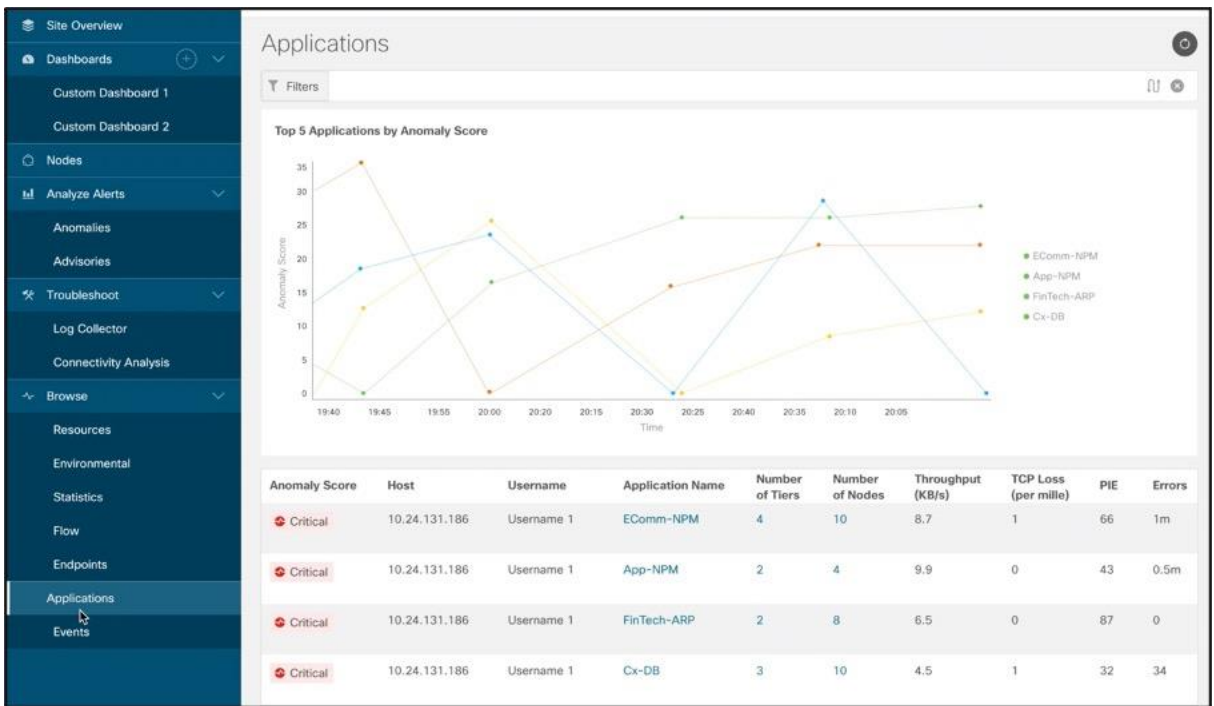 Site Overview
Dashboards
Custom Dashboard 1
Custom Dashboard 2
Nodes
Analyze Alerts
Anomalies
Advisories
Troubleshoot
Log Collector
Connectivity Analysis
Browse
Resources
Environmental
Statistics
Flow
Endpoints
Applications
Events
Applications
Filters
Top 5 Applications by Anomaly Score
Anomaly Score
35
30
25
20
15
10
5
0
19:40 19:45 19:55 20:00 20:20 20:15 20:30 20:25 20:40 20:35 20:10 20:05
Time
EComm-NPM
App-NPM
FinTech-ARP
Cx-DB
Anomaly Score Host Username Application Name Number of Tiers Number of Nodes Throughput (KB/s) TCP Loss (per mille) PIE Errors
Critical 10.24.131.186 Username 1 EComm-NPM 4 10 8.7 1 66 1m
Critical 10.24.131.186 Username 1 App-NPM 2 4 9.9 0 43 0.5m
Critical 10.24.131.186 Username 1 FinTech-ARP 2 8 6.5 0 87 0
Critical 10.24.131.186 Username 1 Cx-DB 3 10 4.5 1 32 34